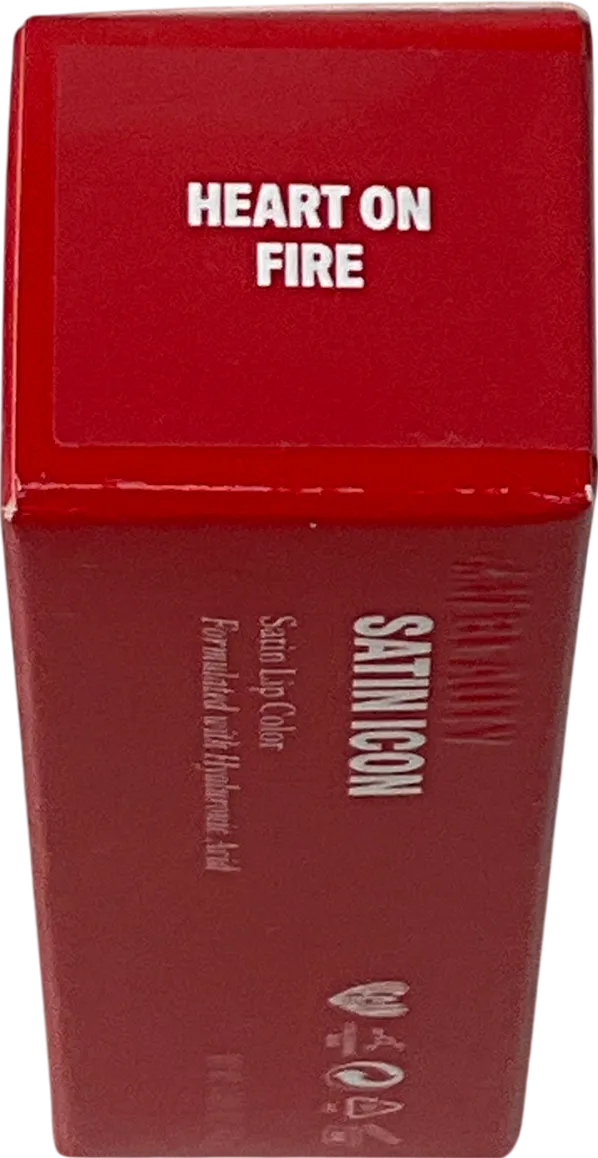 HEART ON
FIRE
SATIN ICON
Satin Lip Color
Formulated with Hyaluronic Acid